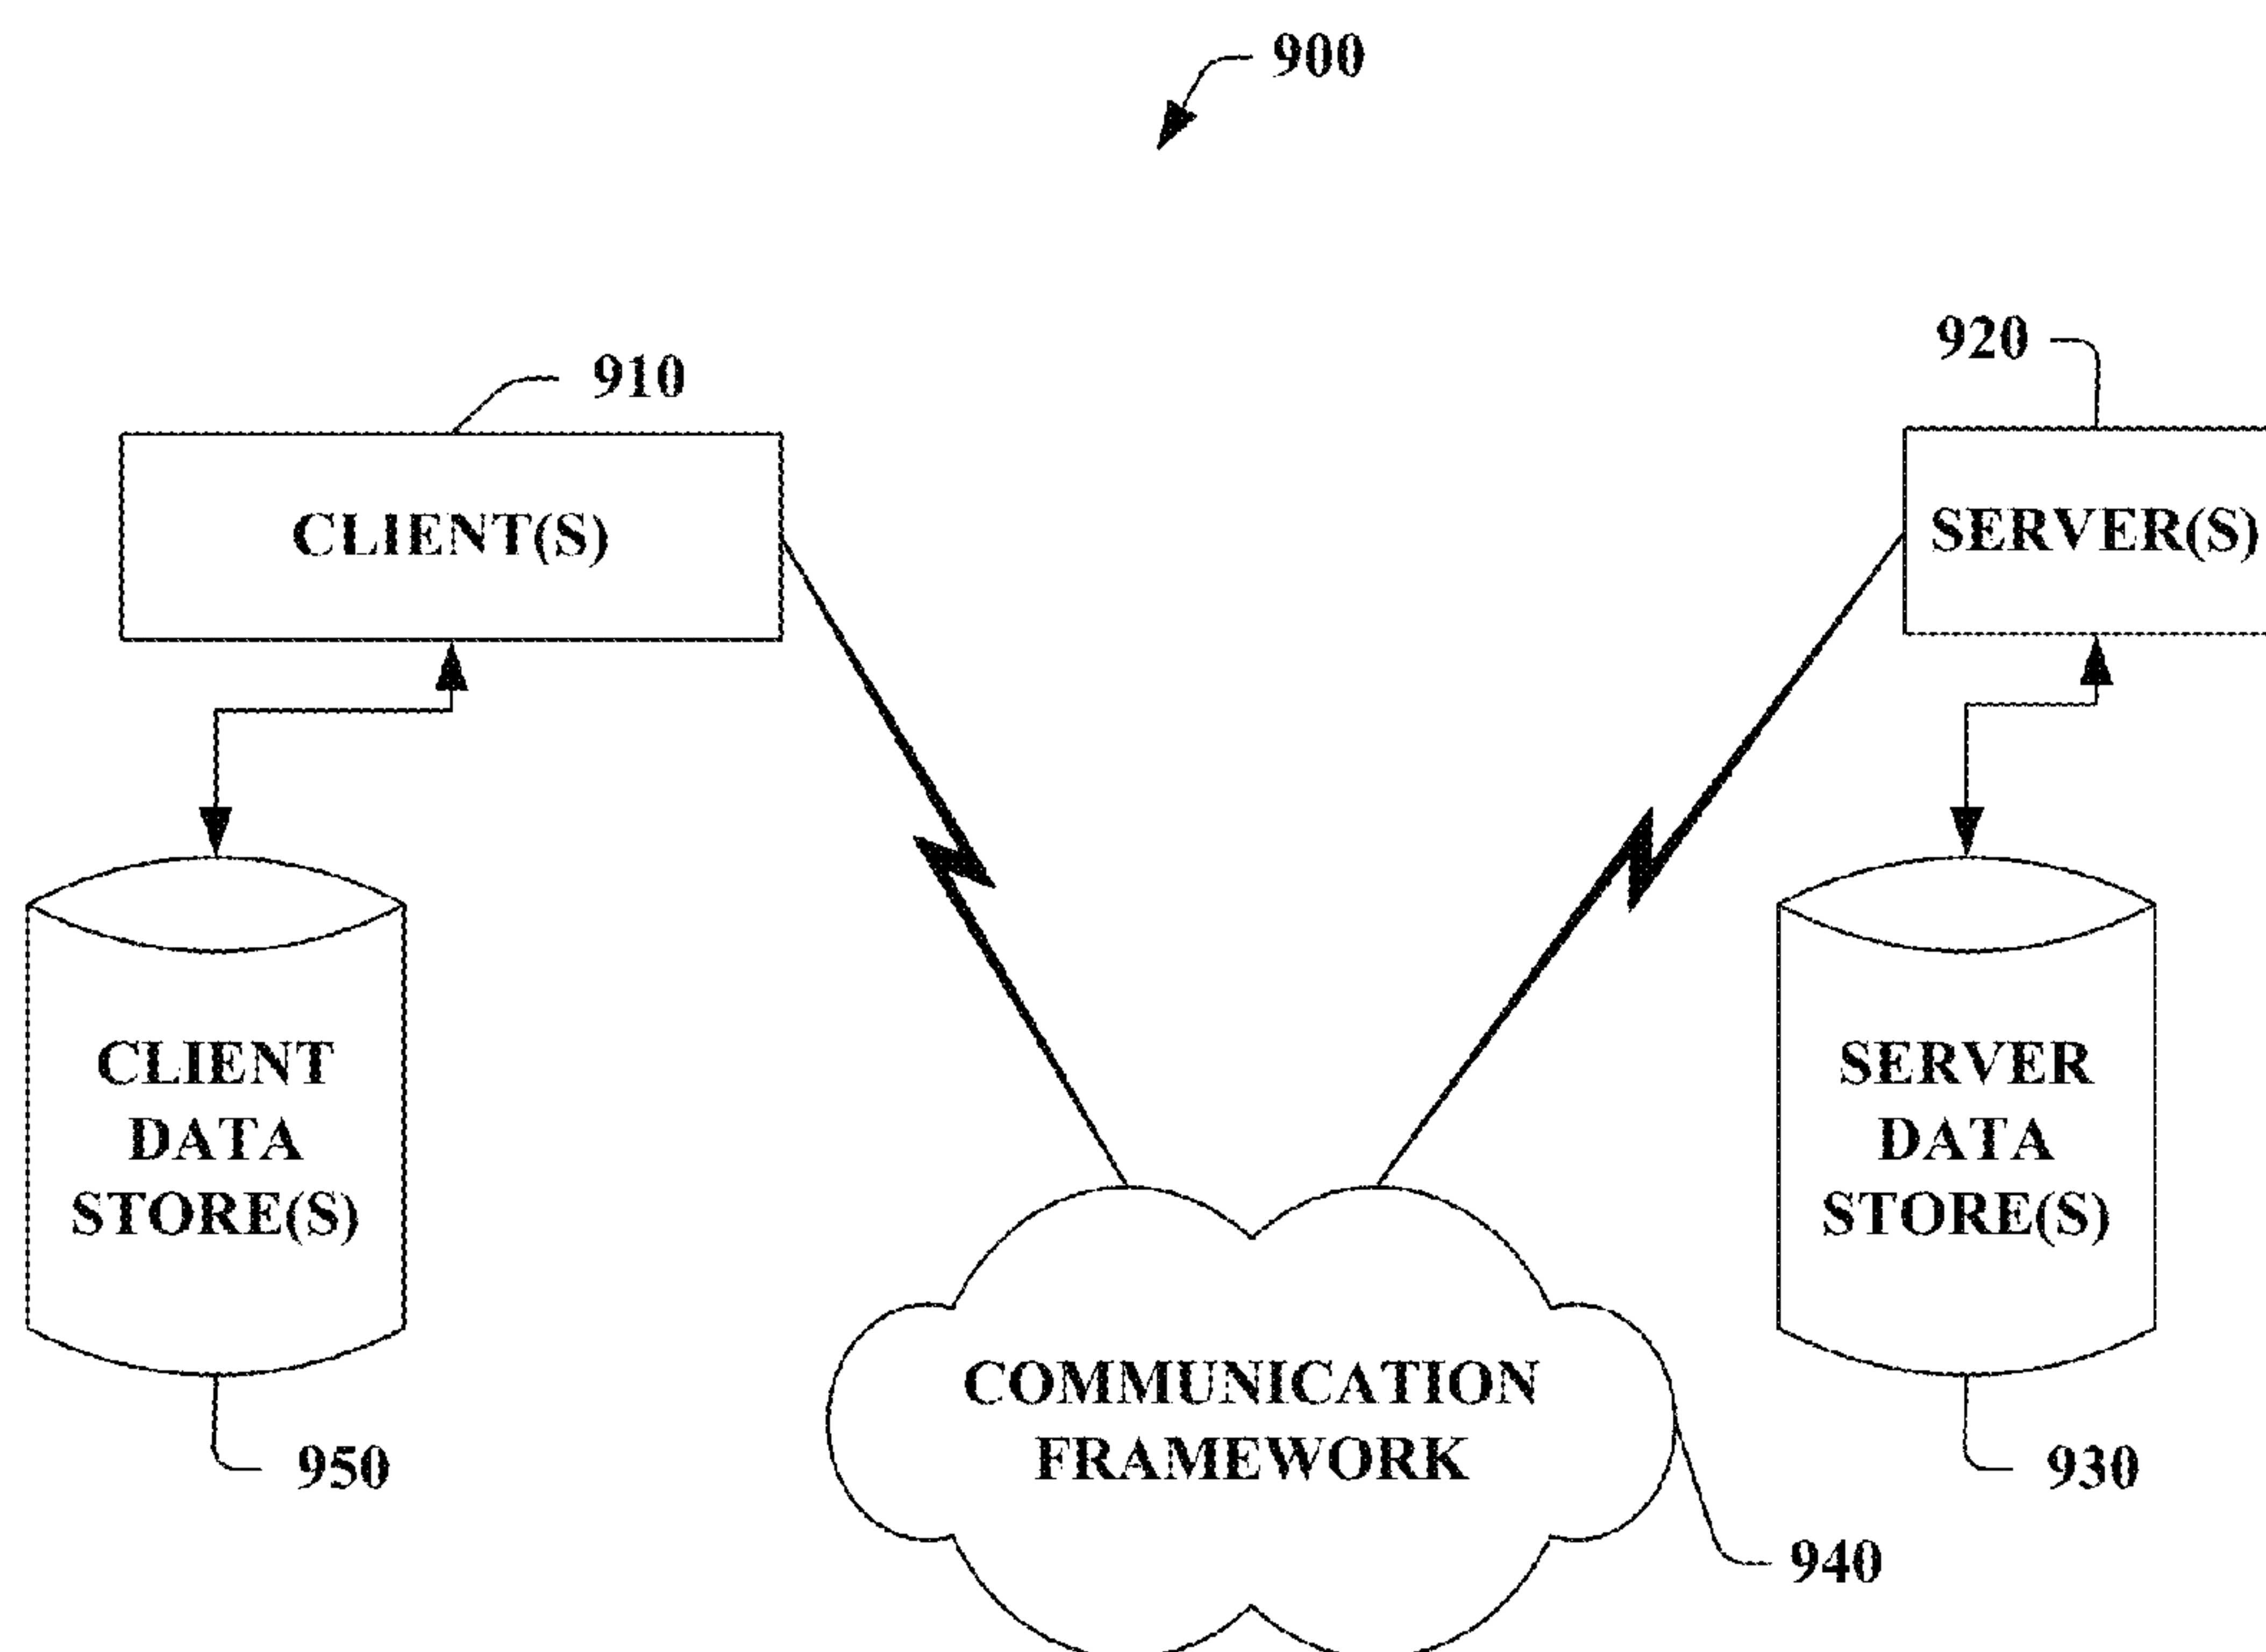 900
910
920
CLIENT(S)
SERVER(S)
CLIENT
DATA
STORE(S)
SERVER
DATA
STORE(S)
COMMUNICATION
FRAMEWORK
950
930
940